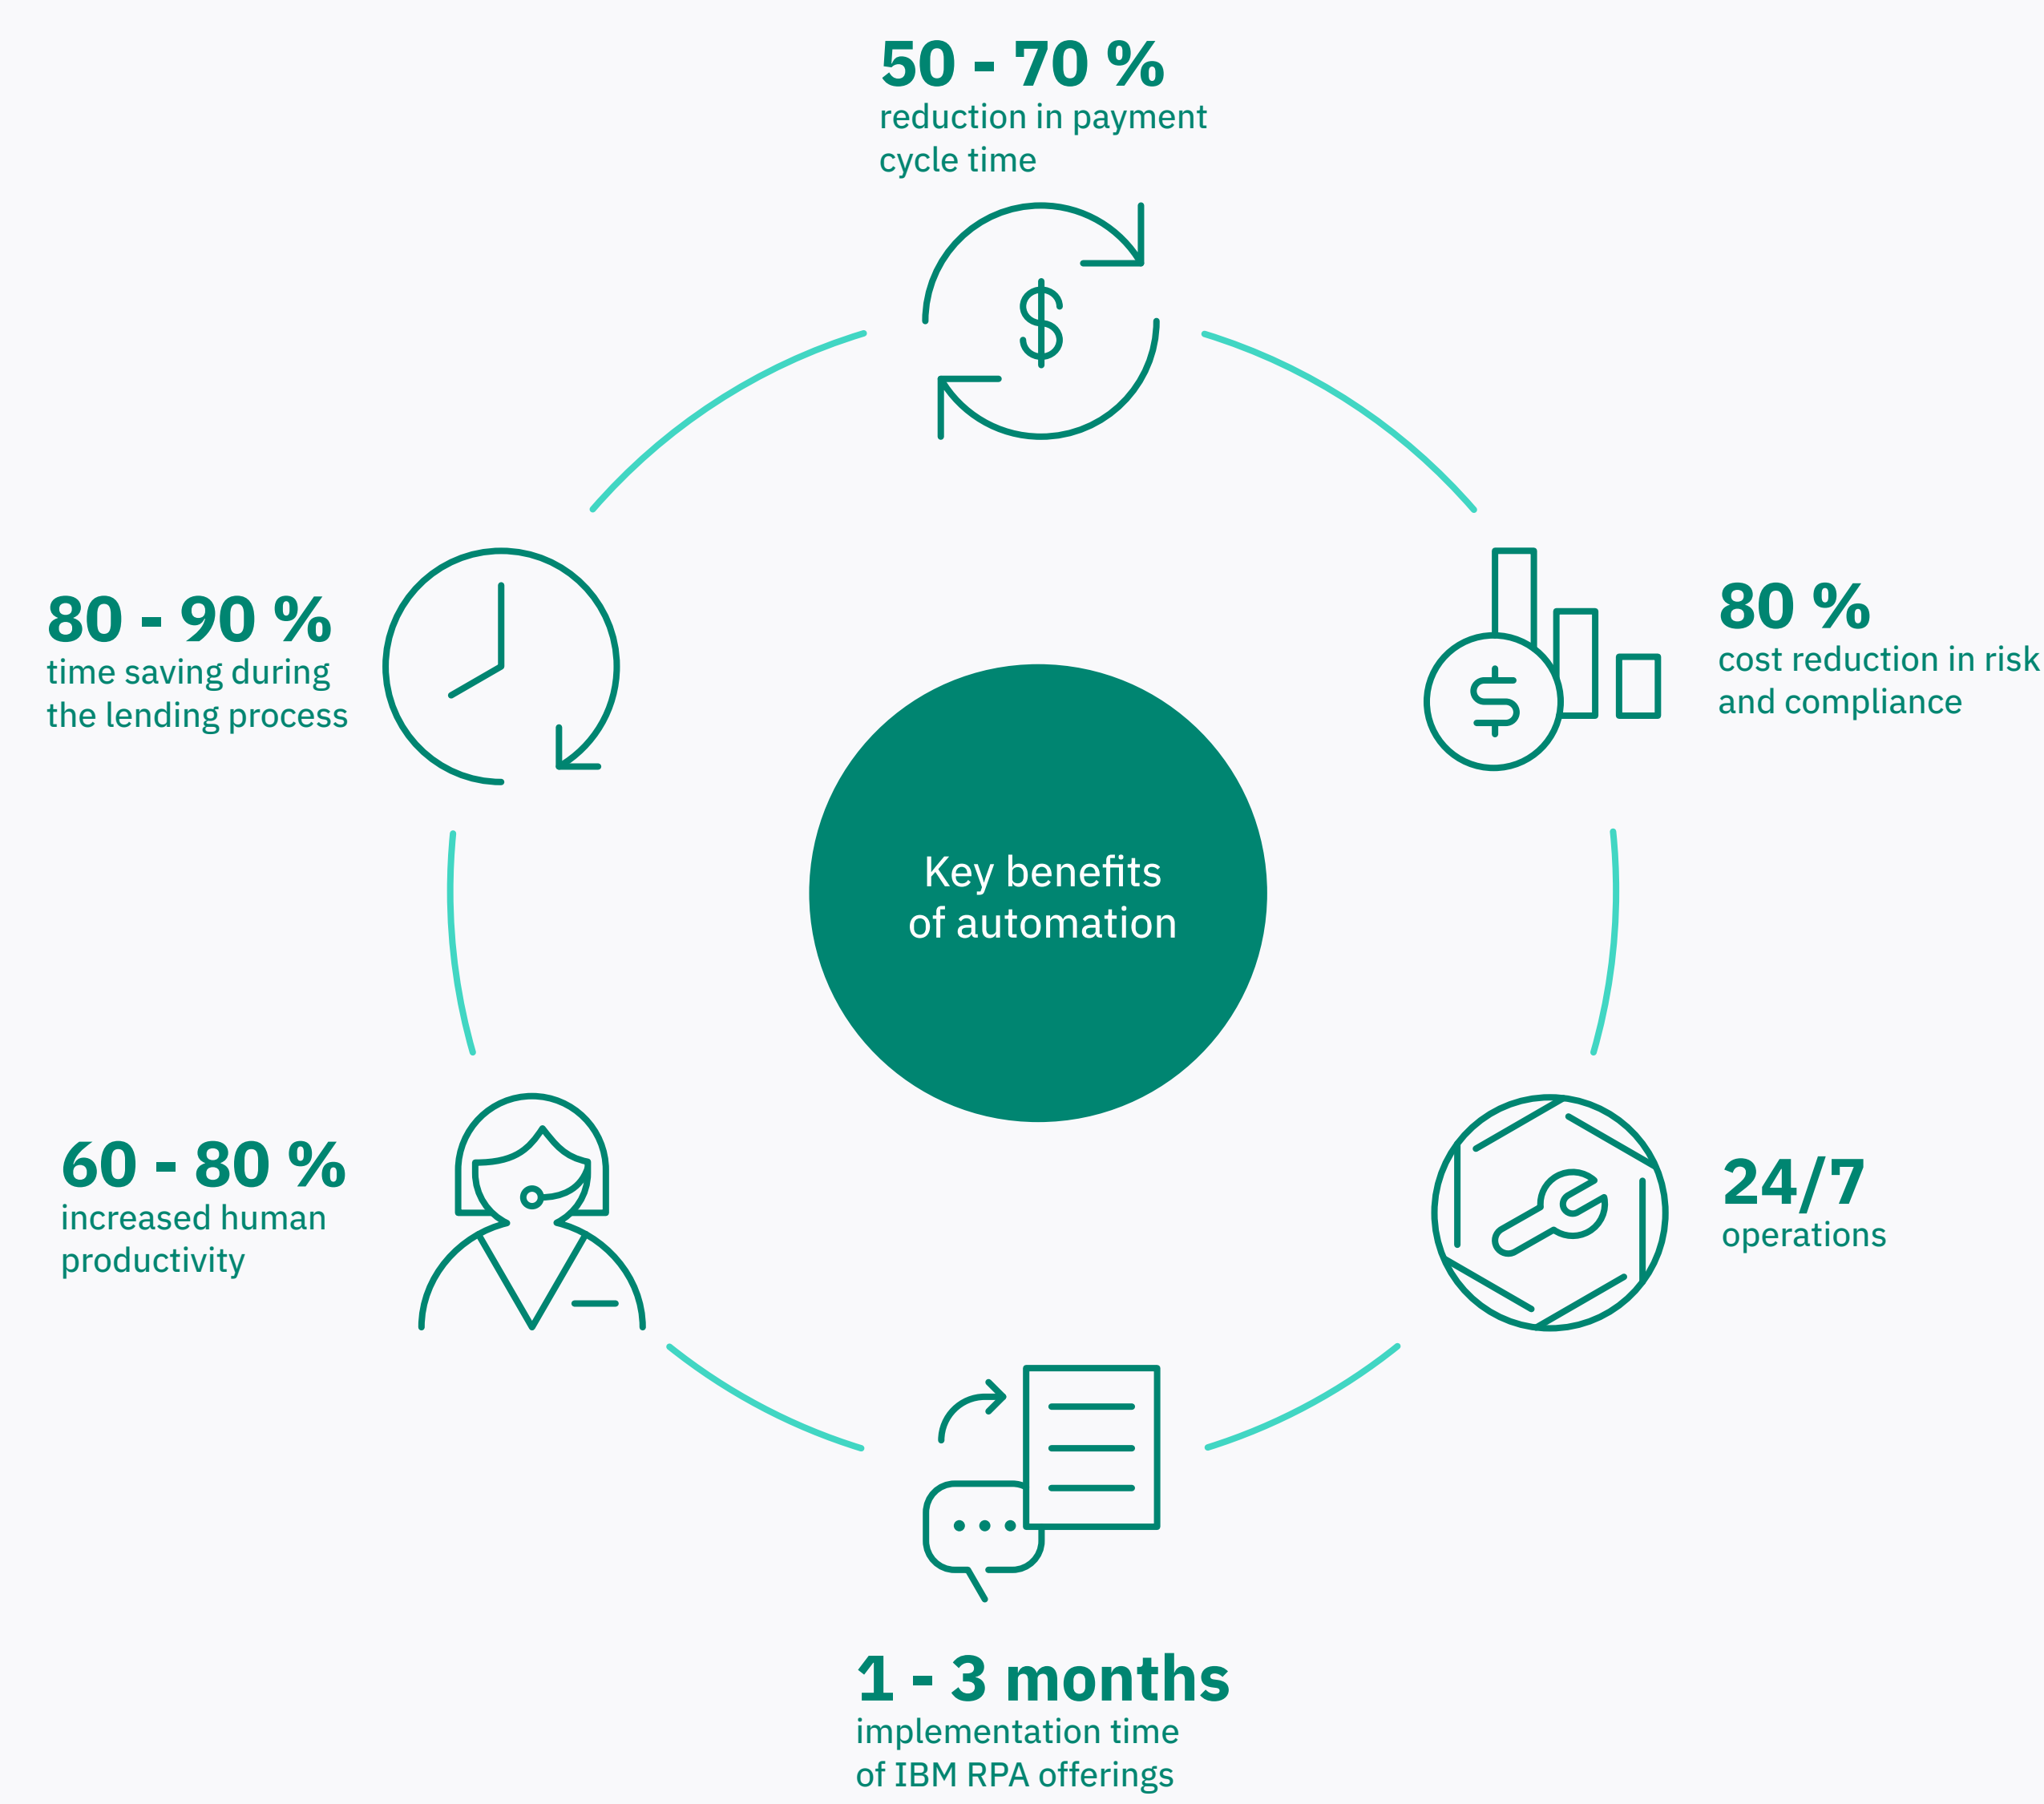 50 - 70 %
reduction in payment
cycle time
80 - 90 %
time saving during
the lending process
80 %
cost reduction in risk
and compliance
Key benefits
of automation
60 - 80 %
increased human
productivity
24/7
operations
1 - 3 months
implementation time
of IBM RPA offerings